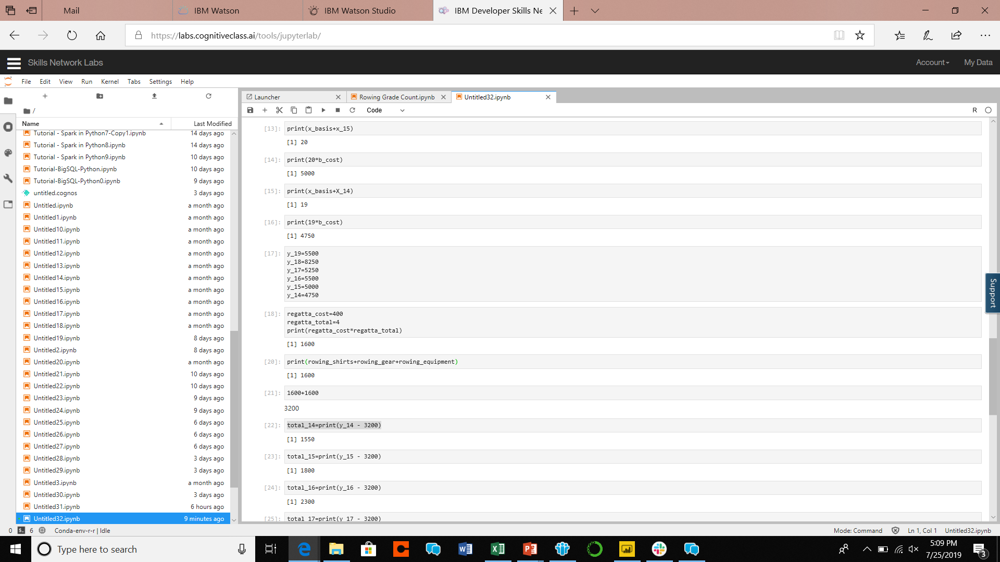 Mail
IBM Watson
IBM Watson Studio
IBM Developer Skills Ne
https://labs.cognitiveclass.ai/tools/jupyterlab/
Skills Network Labs
Account
My Data
File Edit View Run Kernel Tabs Settings Help
/
Name Last Modified
Tutorial - Spark in Python7-Copy1.ipynb 14 days ago
Tutorial - Spark in Python8.ipynb 14 days ago
Tutorial - Spark in Python9.ipynb 10 days ago
Tutorial-BigSQL-Python.ipynb 10 days ago
Tutorial-BigSQL-Python0.ipynb 9 days ago
untitled.cognos 3 days ago
Untitled.ipynb a month ago
Untitled1.ipynb a month ago
Untitled10.ipynb a month ago
Untitled11.ipynb a month ago
Untitled12.ipynb a month ago
Untitled13.ipynb a month ago
Untitled14.ipynb a month ago
Untitled15.ipynb a month ago
Untitled16.ipynb a month ago
Untitled17.ipynb a month ago
Untitled18.ipynb a month ago
Untitled19.ipynb 8 days ago
Untitled2.ipynb 8 days ago
Untitled20.ipynb a month ago
Untitled21.ipynb 10 days ago
Untitled22.ipynb 10 days ago
Untitled23.ipynb 9 days ago
Untitled24.ipynb 9 days ago
Untitled25.ipynb 6 days ago
Untitled26.ipynb 6 days ago
Untitled27.ipynb 6 days ago
Untitled28.ipynb 3 days ago
Untitled29.ipynb 3 days ago
Untitled3.ipynb a month ago
Untitled30.ipynb 3 days ago
Untitled31.ipynb 6 hours ago
Untitled32.ipynb 9 minutes ago
Launcher
Rowing Grade Count.ipynb
Untitled32.ipynb
Code
R
[13]: print(x_basis+x_15)
[1] 20
[14]: print(20*b_cost)
[1] 5000
[15]: print(x_basis+X_14)
[1] 19
[16]: print(19*b_cost)
[1] 4750
[17]: y_19=5500
y_18=8250
y_17=5250
y_16=5500
y_15=5000
y_14=4750
[18]: regatta_cost=400
regatta_total=4
print(regatta_cost*regatta_total)
[1] 1600
[20]: print(rowing_shirts+rowing_gear+rowing_equipment)
[1] 1600
[21]: 1600+1600
3200
[22]: total_14=print(y_14 - 3200)
[1] 1550
[23]: total_15=print(y_15 - 3200)
[1] 1800
[24]: total_16=print(y_16 - 3200)
[1] 2300
[25]: total_17=print(y_17 - 3200)
Support
0 6 Conda-env-r-r | Idle
Mode: Command Ln 1, Col 1 Untitled32.ipynb
Type here to search
5:09 PM
7/25/2019
3